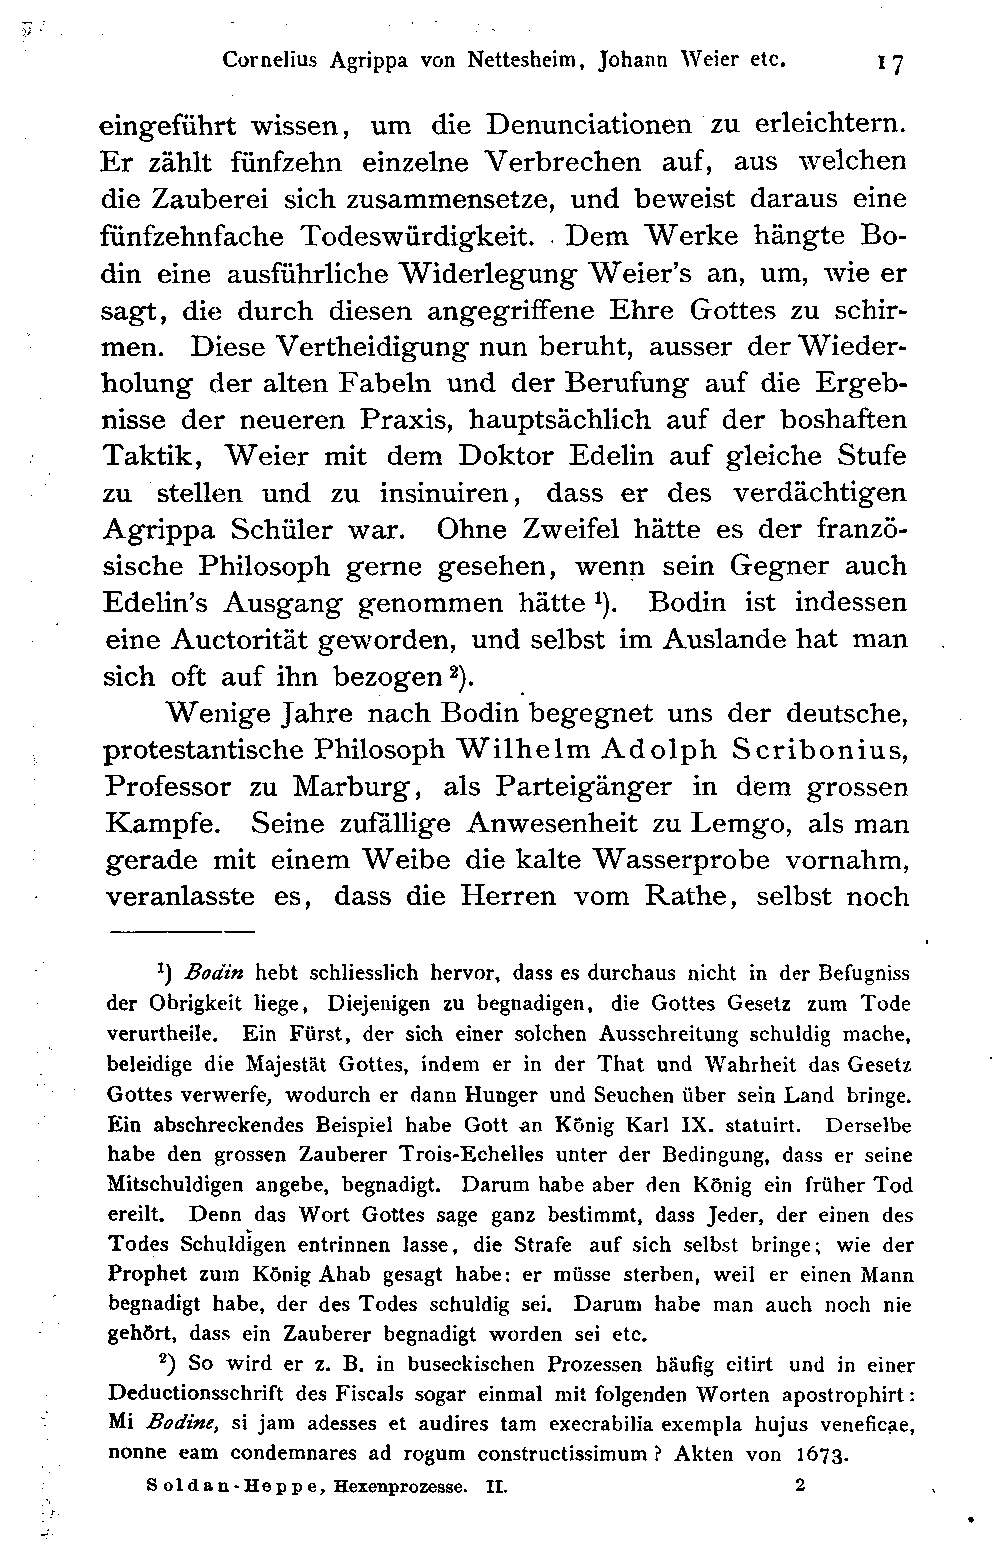 Cornelius Agrippa von Nettesheim, Johann Weier etc. 17
eingeführt wissen, um die Denunciationen zu erleichtern.
Er zählt fünfzehn einzelne Verbrechen auf, aus welchen
die Zauberei sich zusammensetze, und beweist daraus eine
fünfzehnfache Todeswürdigkeit. Dem Werke hängte Bo-
din eine ausführliche Widerlegung Weier's an, um, wie er
sagt, die durch diesen angegriffene Ehre Gottes zu schir-
men. Diese Vertheidigung nun beruht, ausser der Wieder-
holung der alten Fabeln und der Berufung auf die Ergeb-
nisse der neueren Praxis, hauptsächlich auf der boshaften
Taktik, Weier mit dem Doktor Edelin auf gleiche Stufe
zu stellen und zu insinuiren, dass er des verdächtigen
Agrippa Schüler war. Ohne Zweifel hätte es der franzö-
sische Philosoph gerne gesehen, wenn sein Gegner auch
Edelin's Ausgang genommen hätte ¹). Bodin ist indessen
eine Auctorität geworden, und selbst im Auslande hat man
sich oft auf ihn bezogen ²).
Wenige Jahre nach Bodin begegnet uns der deutsche,
protestantische Philosoph Wilhelm Adolph Scribonius,
Professor zu Marburg, als Parteigänger in dem grossen
Kampfe. Seine zufällige Anwesenheit zu Lemgo, als man
gerade mit einem Weibe die kalte Wasserprobe vornahm,
veranlasste es, dass die Herren vom Rathe, selbst noch
¹) Bodin hebt schliesslich hervor, dass es durchaus nicht in der Befugniss
der Obrigkeit liege, Diejenigen zu begnadigen, die Gottes Gesetz zum Tode
verurtheile. Ein Fürst, der sich einer solchen Ausschreitung schuldig mache,
beleidige die Majestät Gottes, indem er in der That und Wahrheit das Gesetz
Gottes verwerfe, wodurch er dann Hunger und Seuchen über sein Land bringe.
Ein abschreckendes Beispiel habe Gott an König Karl IX. statuirt. Derselbe
habe den grossen Zauberer Trois-Echelles unter der Bedingung, dass er seine
Mitschuldigen angebe, begnadigt. Darum habe aber den König ein früher Tod
ereilt. Denn das Wort Gottes sage ganz bestimmt, dass Jeder, der einen des
Todes Schuldigen entrinnen lasse, die Strafe auf sich selbst bringe; wie der
Prophet zum König Ahab gesagt habe: er müsse sterben, weil er einen Mann
begnadigt habe, der des Todes schuldig sei. Darum habe man auch noch nie
gehört, dass ein Zauberer begnadigt worden sei etc.
²) So wird er z. B. in buseckischen Prozessen häufig citirt und in einer
Deductionsschrift des Fiscals sogar einmal mit folgenden Worten apostrophirt:
Mi Bodine, si jam adesses et audires tam execrabilia exempla hujus veneficae,
nonne eam condemnares ad rogum constructissimum? Akten von 1673.
Soldan-Heppe, Hexenprozesse. II. 2